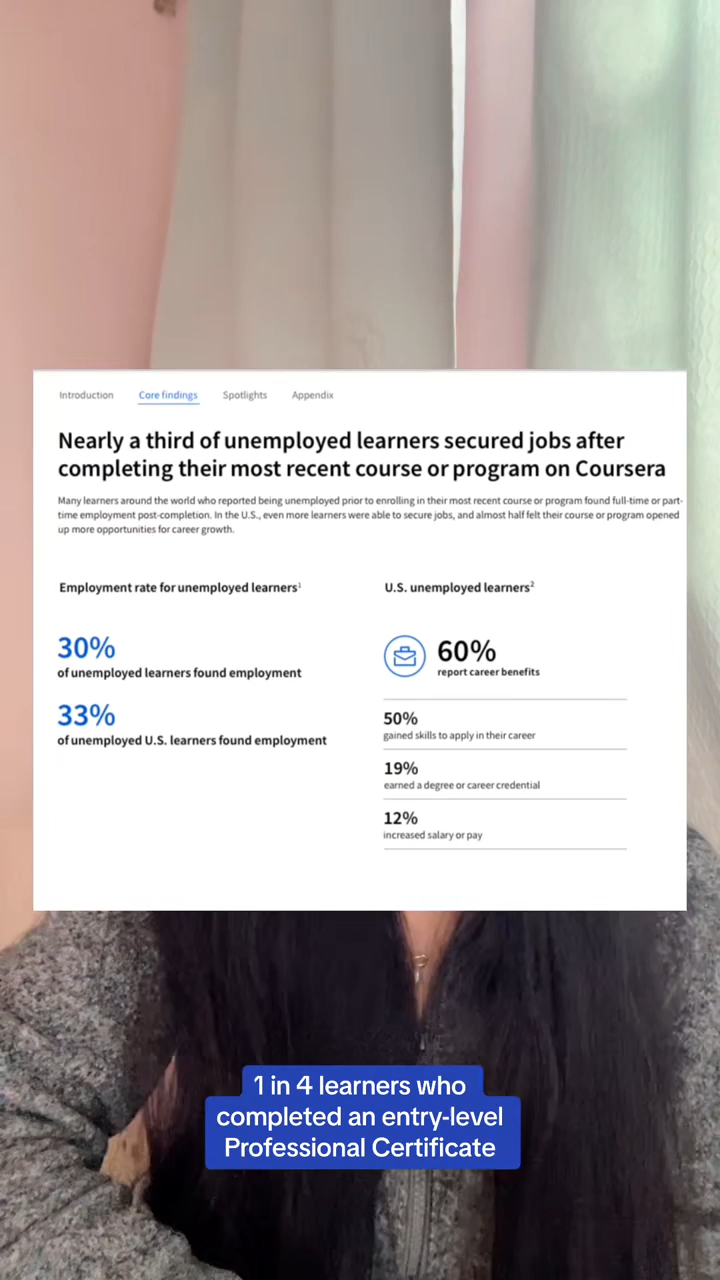 Introduction Core findings Spotlights Appendix
Nearly a third of unemployed learners secured jobs after
completing their most recent course or program on Coursera
Many learners around the world who reported being unemployed prior to enrolling in their most recent course or program found full-time or part-
time employment post-completion. In the U.S., even more learners were able to secure jobs, and almost half felt their course or program opened
up more opportunities for career growth.
Employment rate for unemployed learners¹
30%
of unemployed learners found employment
33%
of unemployed U.S. learners found employment
U.S. unemployed learners²
60%
report career benefits
50%
gained skills to apply in their career
19%
earned a degree or career credential
12%
increased salary or pay
1 in 4 learners who
completed an entry-level
Professional Certificate